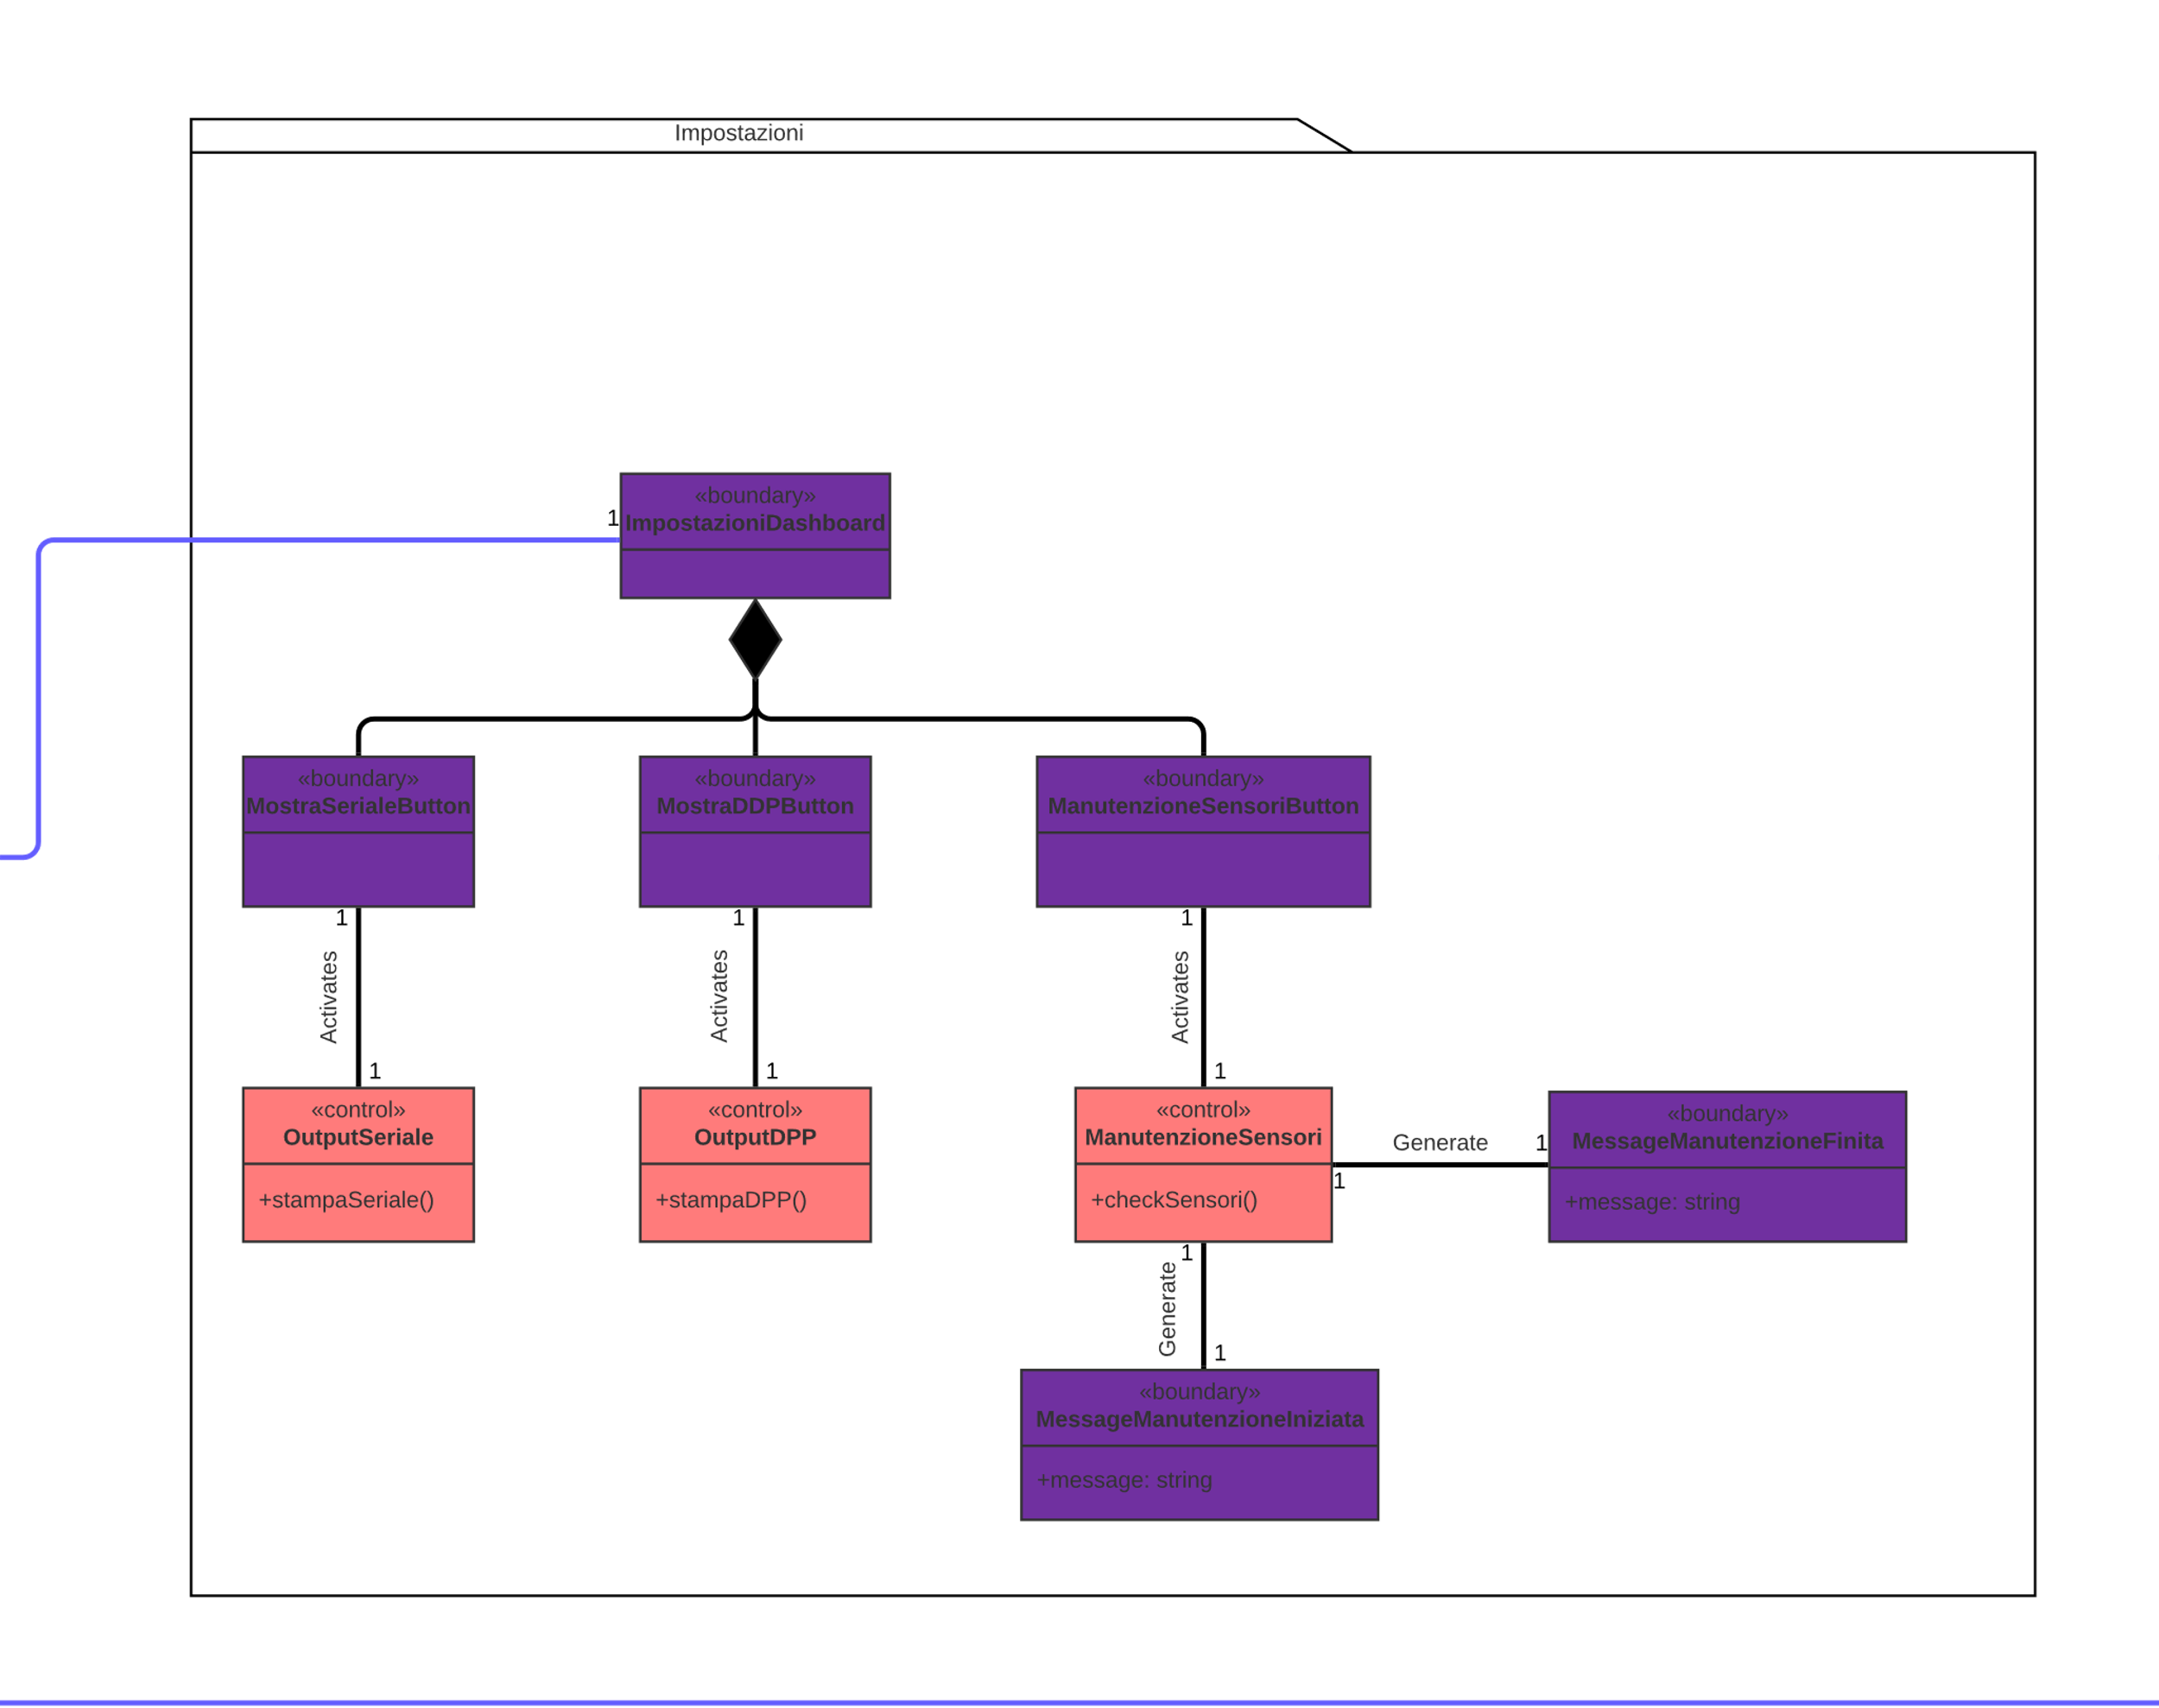 Impostazioni
«boundary»
1
ImpostazioniDashboard
«boundary»
MostraSerialeButton
«boundary»
MostraDDPButton
«boundary»
ManutenzioneSensoriButton
1
1
1
Activates
Activates
Activates
1
1
1
«control»
OutputSeriale
+stampaSeriale()
«control»
OutputDPP
+stampaDPP()
«control»
ManutenzioneSensori
+checkSensori()
Generate
1
1
«boundary»
MessageManutenzioneFinita
+message: string
1
Generate
1
«boundary»
MessageManutenzioneIniziata
+message: string